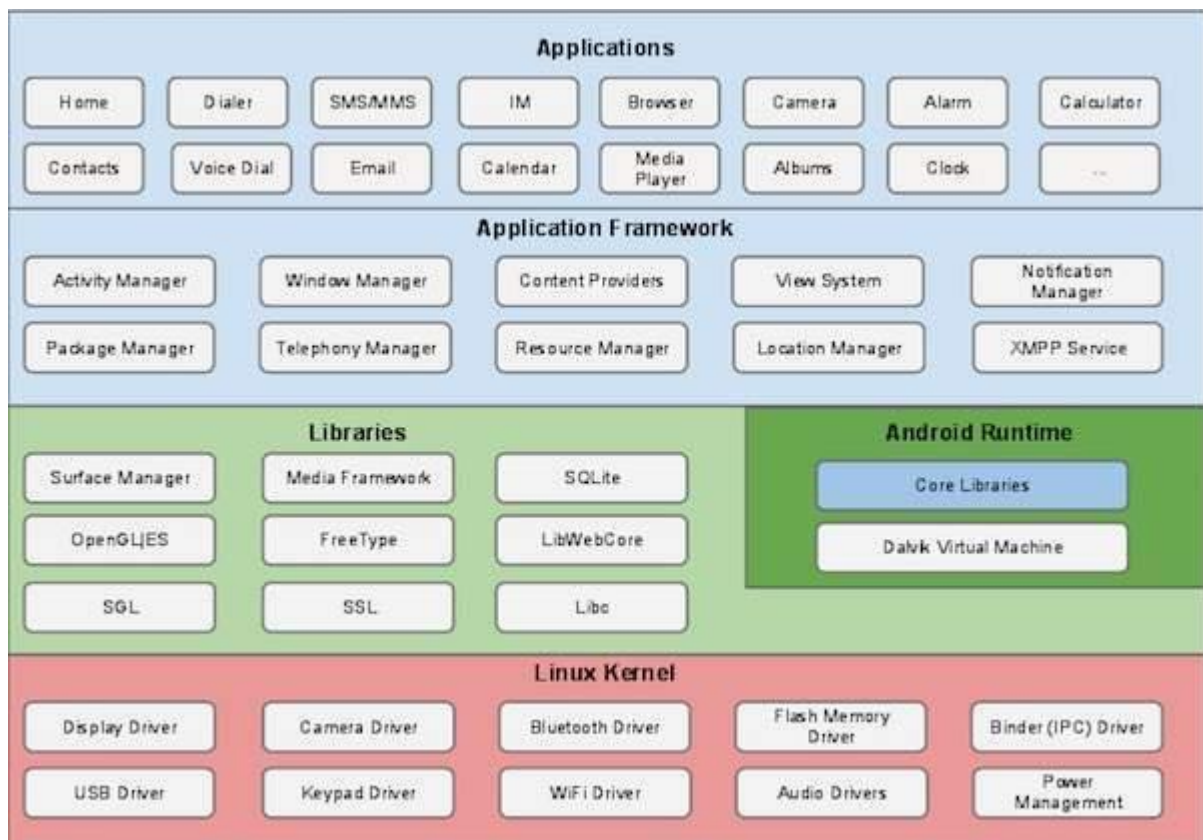 Applications
Home Dialer SMS/MMS IM Browser Camera Alarm Calculator
Contacts Voice Dial Email Calendar Media Player Albums Clock ...
Application Framework
Activity Manager Window Manager Content Providers View System Notification Manager
Package Manager Telephony Manager Resource Manager Location Manager XMPP Service
Libraries
Surface Manager Media Framework SQLite
OpenGL|ES FreeType LibWebCore
SGL SSL Libc
Android Runtime
Core Libraries
Dalvik Virtual Machine
Linux Kernel
Display Driver Camera Driver Bluetooth Driver Flash Memory Driver Binder (IPC) Driver
USB Driver Keypad Driver WiFi Driver Audio Drivers Power Management